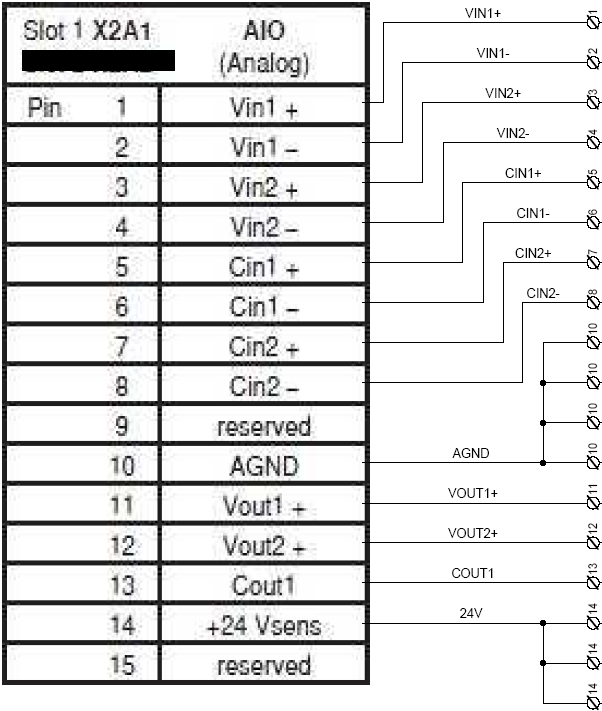 Slot 1 X2A1 AIO
(Analog)
Pin 1 Vin1 +
2 Vin1 –
3 Vin2 +
4 Vin2 –
5 Cin1 +
6 Cin1 –
7 Cin2 +
8 Cin2 –
9 reserved
10 AGND
11 Vout1 +
12 Vout2 +
13 Cout1
14 +24 Vsens
15 reserved
VIN1+ 1
VIN1- 2
VIN2+ 3
VIN2- 4
CIN1+ 5
CIN1- 6
CIN2+ 7
CIN2- 8
10
10
10
AGND 10
VOUT1+ 11
VOUT2+ 12
COUT1 13
24V 14
14
14